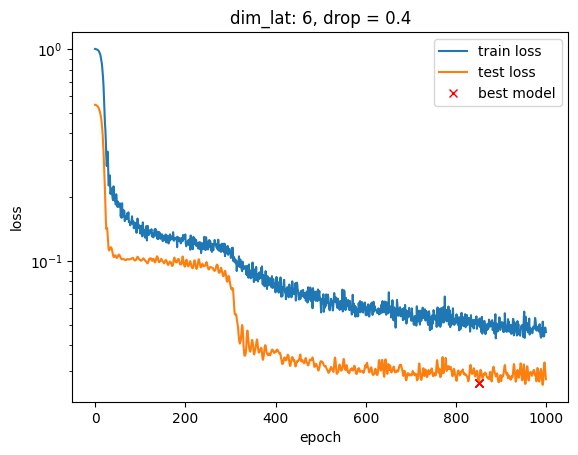 dim_lat: 6, drop = 0.4
train loss
test loss
best model
loss
10⁰
10⁻¹
0 200 400 600 800 1000
epoch